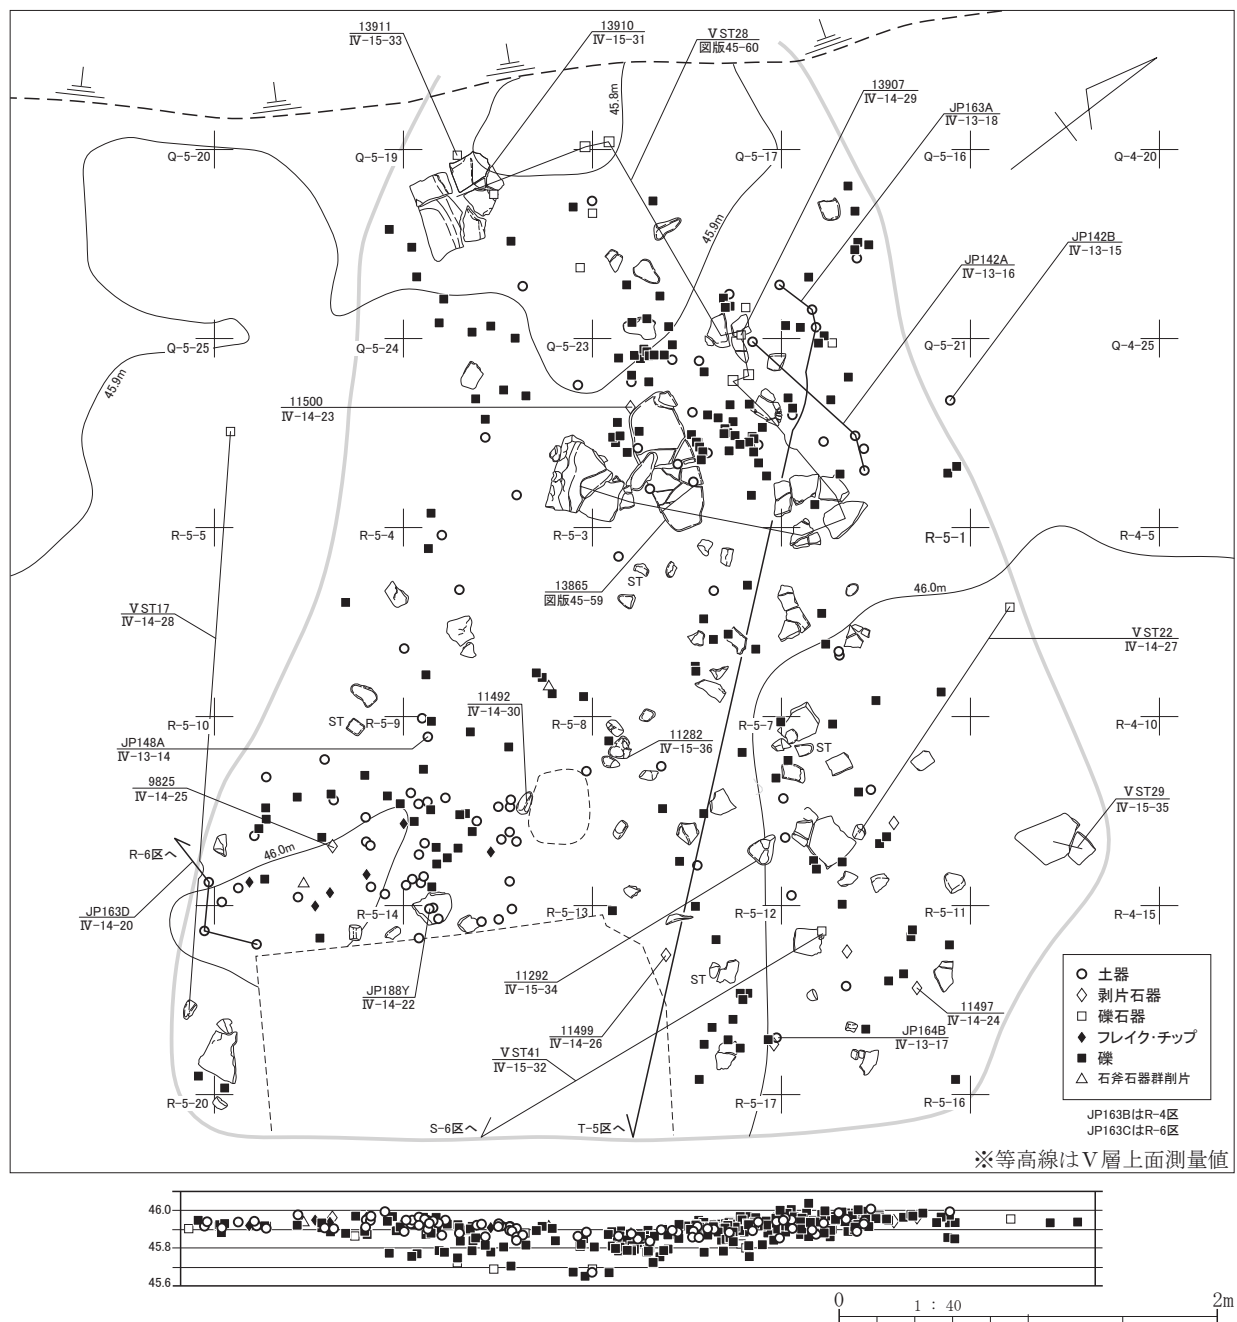 13911
Ⅳ-15-33
13910
Ⅳ-15-31
Ⅴ ST28
図版45-60
13907
Ⅳ-14-29
JP163A
Ⅳ-13-18
45.8m
Q-5-20
Q-5-19
Q-5-17
Q-5-16
Q-4-20
45.9m
JP142B
Ⅳ-13-15
JP142A
Ⅳ-13-16
Q-5-25
Q-5-24
Q-5-23
Q-5-21
Q-4-25
45.9m
11500
Ⅳ-14-23
R-5-5
R-5-4
R-5-3
R-5-1
R-4-5
ST
13865
図版45-59
46.0m
Ⅴ ST17
Ⅳ-14-28
Ⅴ ST22
Ⅳ-14-27
11492
Ⅳ-14-30
R-5-10
ST
R-5-9
R-5-8
R-5-7
R-4-10
JP148A
Ⅳ-13-14
11282
Ⅳ-15-36
ST
9825
Ⅳ-14-25
Ⅴ ST29
Ⅳ-15-35
R-6区へ
46.0m
JP163D
Ⅳ-14-20
R-5-14
R-5-13
R-5-12
R-5-11
R-4-15
11292
Ⅳ-15-34
ST
JP188Y
Ⅳ-14-22
11497
Ⅳ-14-24
11499
Ⅳ-14-26
JP164B
Ⅳ-13-17
Ⅴ ST41
Ⅳ-15-32
R-5-20
R-5-17
R-5-16
S-6区へ
T-5区へ
土器
剥片石器
礫石器
フレイク・チップ
礫
石斧石器群削片
JP163BはR-4区
JP163CはR-6区
※等高線はⅤ層上面測量値
46.0
45.8
45.6
0
1 : 40
2m